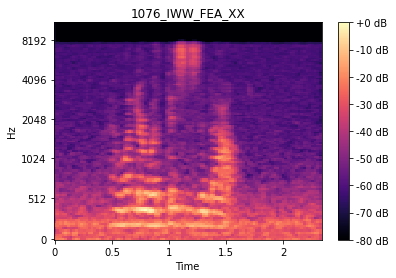 1076_IWW_FEA_XX
8192
4096
2048
1024
512
0
Hz
0
0.5
1
1.5
2
Time
+0 dB
-10 dB
-20 dB
-30 dB
-40 dB
-50 dB
-60 dB
-70 dB
-80 dB